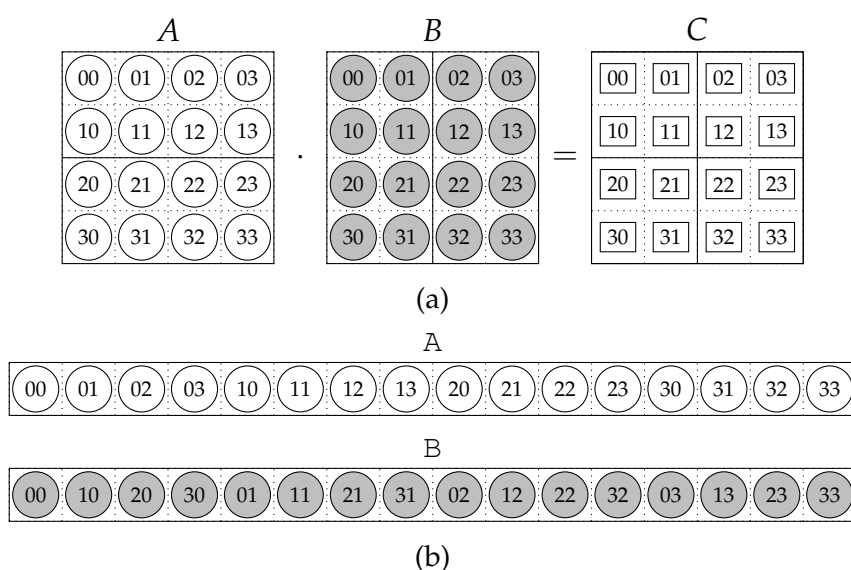 A B C
00 01 02 03 00 01 02 03 00 01 02 03
10 11 12 13 10 11 12 13 10 11 12 13
· =
20 21 22 23 20 21 22 23 20 21 22 23
30 31 32 33 30 31 32 33 30 31 32 33
(a)
A
00 01 02 03 10 11 12 13 20 21 22 23 30 31 32 33
B
00 10 20 30 01 11 21 31 02 12 22 32 03 13 23 33
(b)